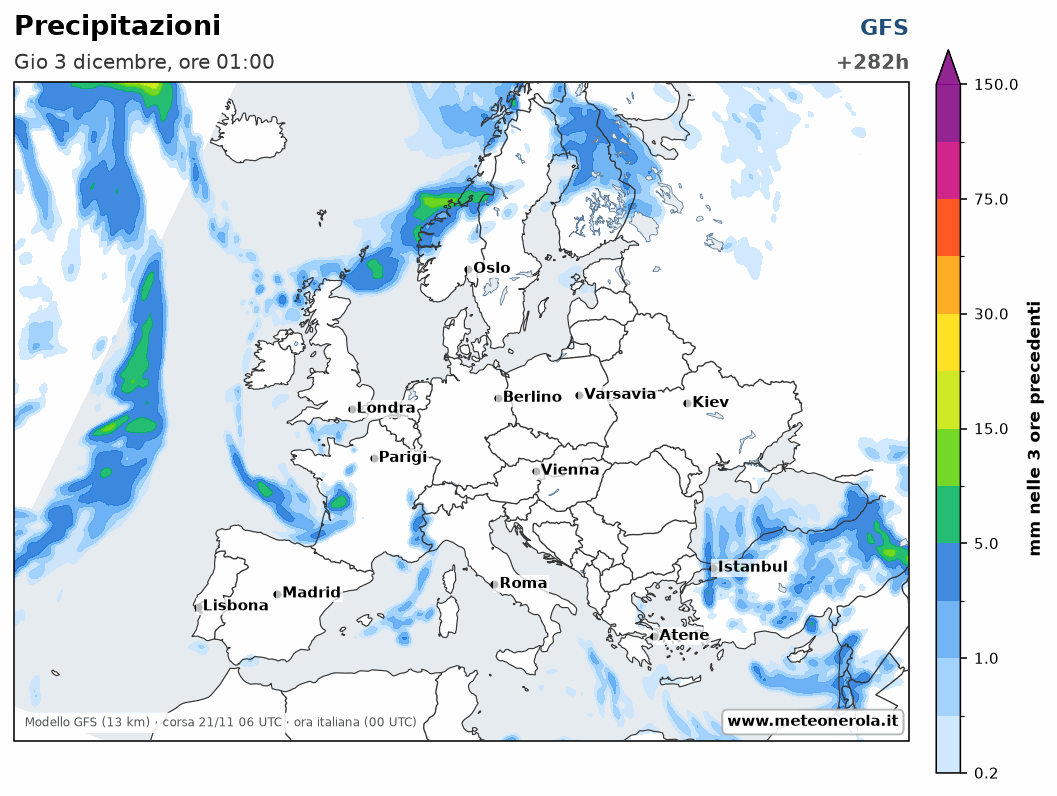 Precipitazioni
GFS
Gio 3 dicembre, ore 01:00
+282h
150.0
75.0
30.0
15.0
5.0
1.0
0.2
mm nelle 3 ore precedenti
Oslo
Berlino
Varsavia
Kiev
Londra
Parigi
Vienna
Istanbul
Roma
Madrid
Lisbona
Atene
Modello GFS (13 km) · corsa 21/11 06 UTC · ora italiana (00 UTC)
www.meteonerola.it